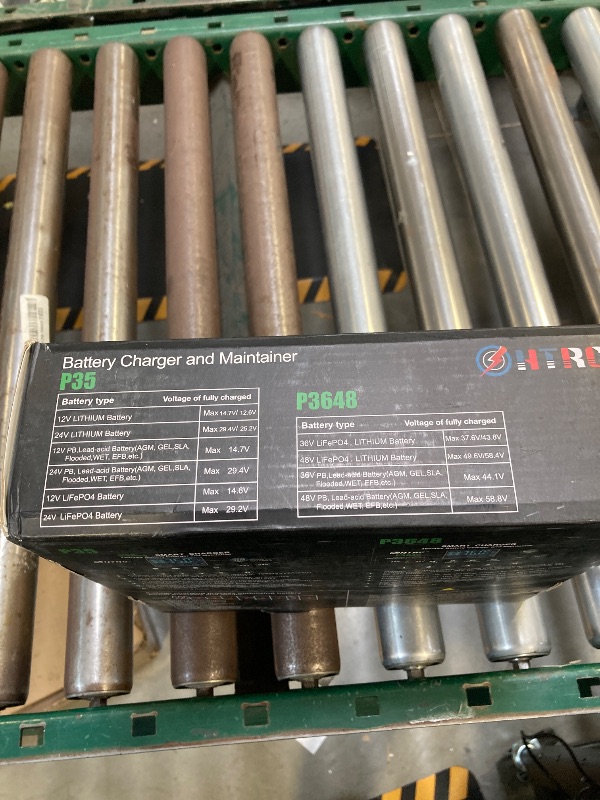 Battery Charger and Maintainer
P35
Battery type Voltage of fully charged
12V LITHIUM Battery Max 14.7V/ 12.6V
24V LITHIUM Battery Max 29.4V/ 25.2V
12V PB,Lead-acid Battery(AGM, GEL,SLA, Flooded,WET, EFB,etc.) Max 14.7V
24V PB, Lead-acid Battery(AGM, GEL,SLA, Flooded,WET, EFB,etc.) Max 29.4V
12V LiFePO4 Battery Max 14.6V
24V LiFePO4 Battery Max 29.2V
HTRC
P3648
Battery type Voltage of fully charged
36V LiFePO4 , LITHIUM Battery Max 37.6V/43.8V
48V LiFePO4 , LITHIUM Battery Max 49.6V/58.4V
36V PB,Lead-acid Battery(AGM, GEL,SLA, Flooded,WET, EFB,etc.) Max 44.1V
48V PB, Lead-acid Battery(AGM, GEL,SLA, Flooded,WET, EFB,etc.) Max 58.8V
P35
SMART CHARGER
P3648
SMART CHARGER